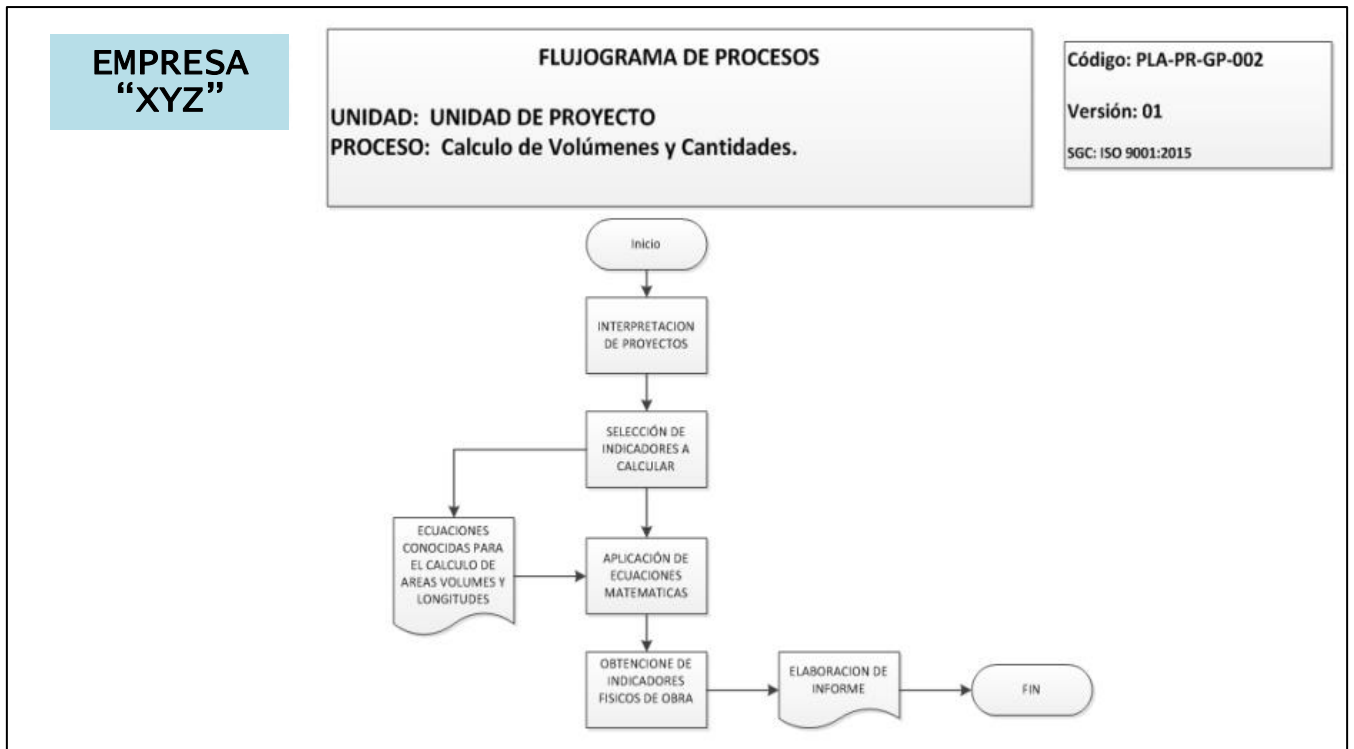 EMPRESA
“XYZ”
FLUJOGRAMA DE PROCESOS
UNIDAD: UNIDAD DE PROYECTO
PROCESO: Calculo de Volúmenes y Cantidades.
Código: PLA-PR-GP-002
Versión: 01
SGC: ISO 9001:2015
Inicio
INTERPRETACION
DE PROYECTOS
SELECCIÓN DE
INDICADORES A
CALCULAR
ECUACIONES
CONOCIDAS PARA
EL CALCULO DE
AREAS VOLUMES Y
LONGITUDES
APLICACIÓN DE
ECUACIONES
MATEMATICAS
OBTENCIONE DE
INDICADORES
FISICOS DE OBRA
ELABORACION DE
INFORME
FIN